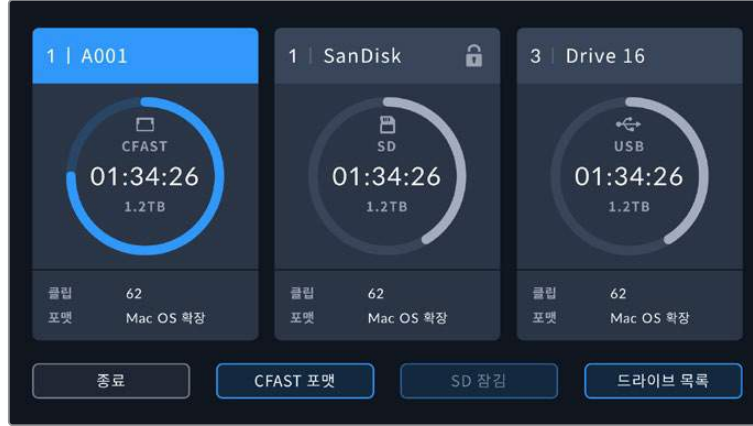 1 | A001
CFAST
01:34:26
1.2TB
클립 62
포맷 Mac OS 확장
1 | SanDisk
SD
01:34:26
1.2TB
클립 62
포맷 Mac OS 확장
3 | Drive 16
USB
01:34:26
1.2TB
클립 62
포맷 Mac OS 확장
종료
CFAST 포맷
SD 잠김
드라이브 목록